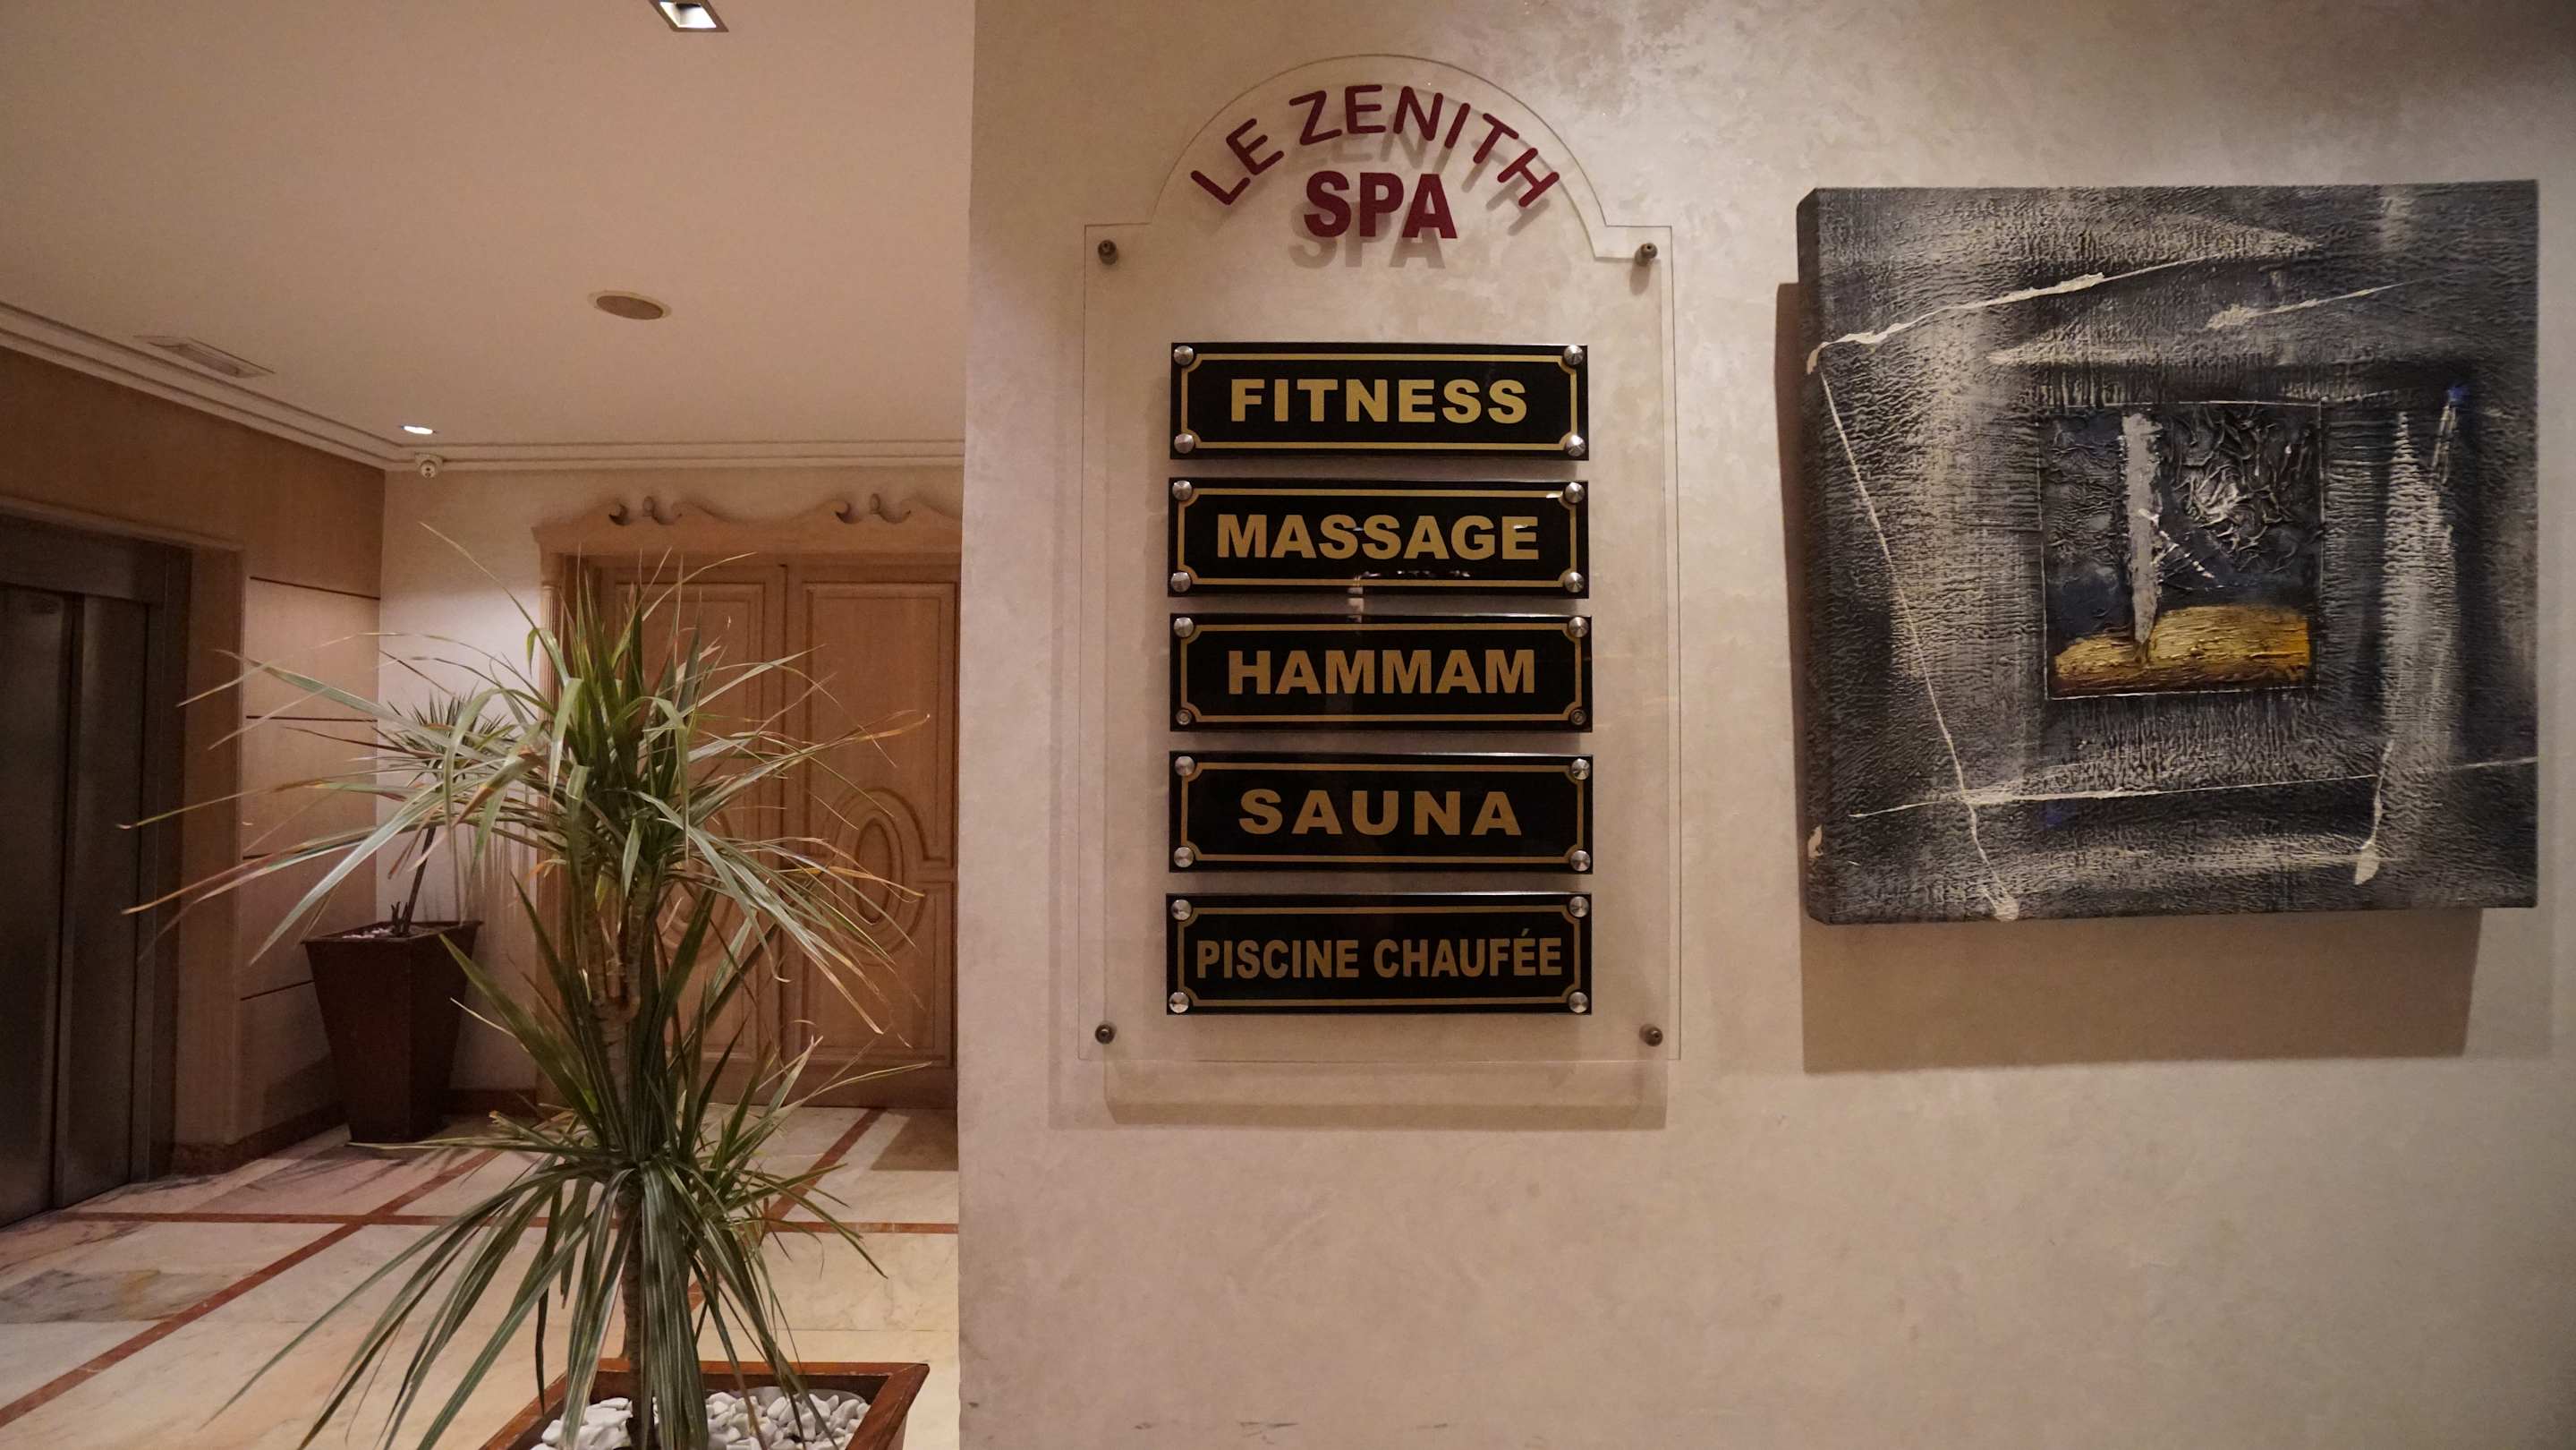 LE ZENITH
SPA
FITNESS
MASSAGE
HAMMAM
SAUNA
PISCINE CHAUFÉE